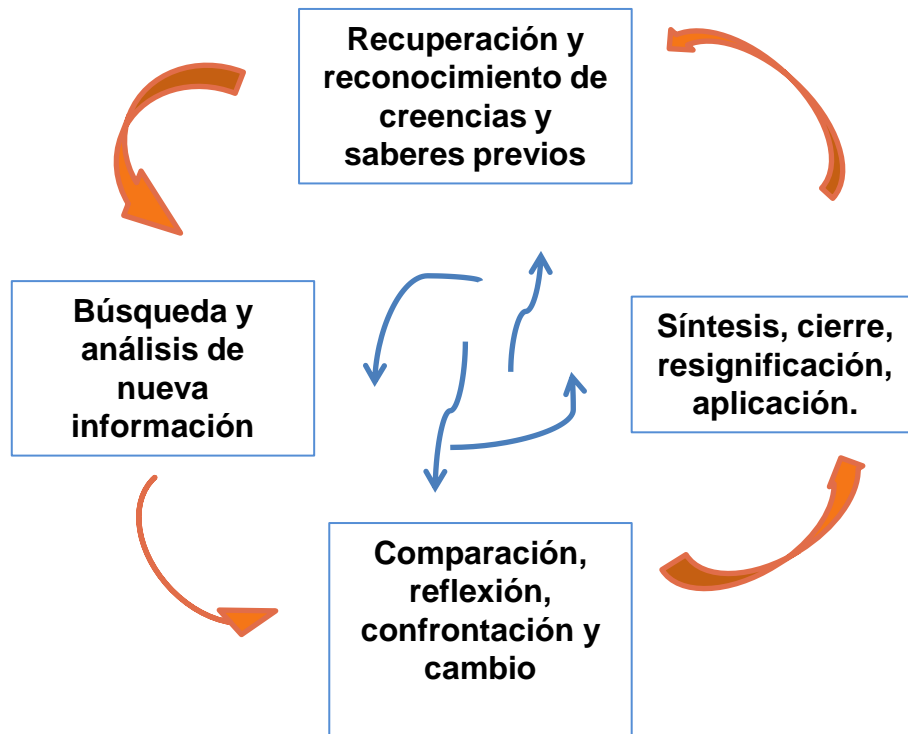 Recuperación y
reconocimiento de
creencias y
saberes previos
Búsqueda y
análisis de
nueva
información
Síntesis, cierre,
resignificación,
aplicación.
Comparación,
reflexión,
confrontación y
cambio